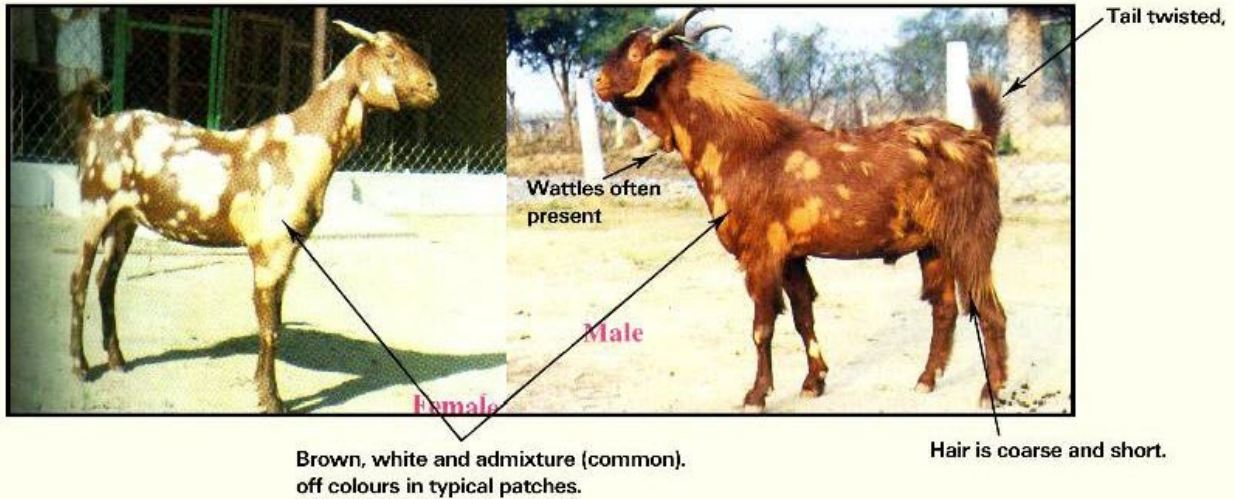 Tail twisted,
Wattles often
present
Male
Female
Brown, white and admixture (common).
off colours in typical patches.
Hair is coarse and short.